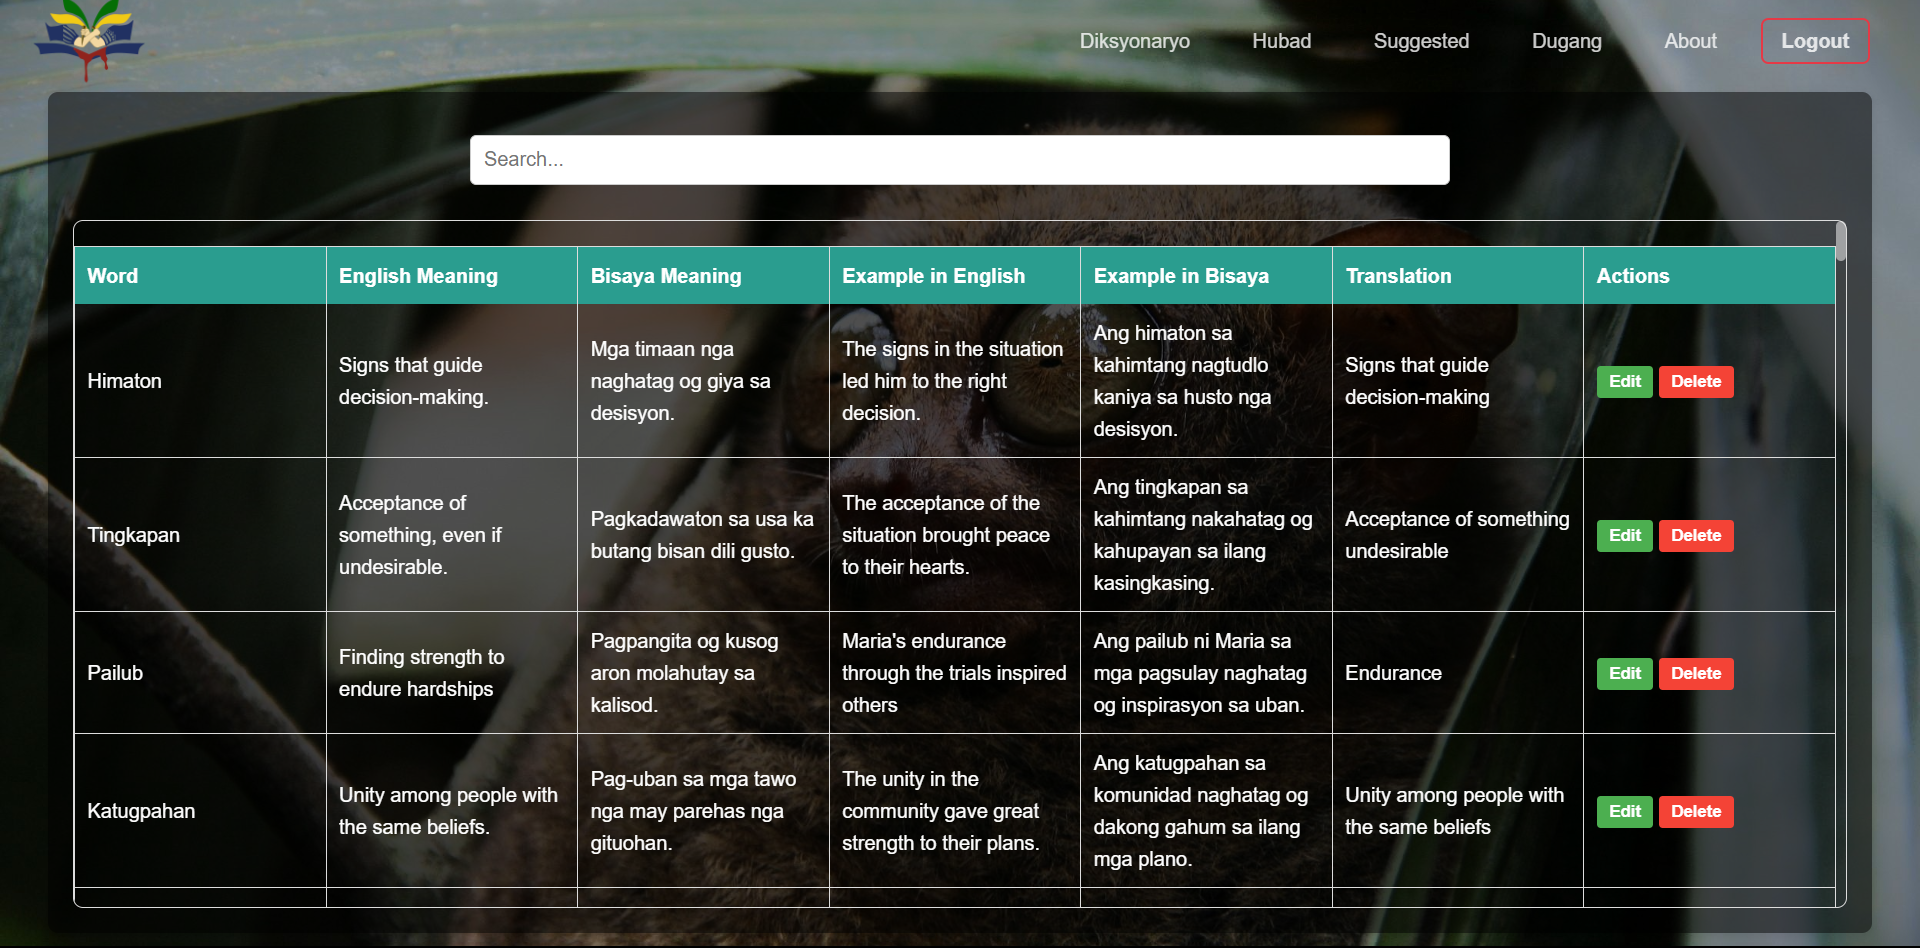 Diksyonaryo Hubad Suggested Dugang About Logout
Search...
Word English Meaning Bisaya Meaning Example in English Example in Bisaya Translation Actions
Himaton
Signs that guide
decision-making.
Mga timaan nga
naghatag og giya sa
desisyon.
The signs in the situation
led him to the right
decision.
Ang himaton sa
kahimtang nagtudlo
kaniya sa husto nga
desisyon.
Signs that guide
decision-making
Edit Delete
Tingkapan
Acceptance of
something, even if
undesirable.
Pagkadawaton sa usa ka
butang bisan dili gusto.
The acceptance of the
situation brought peace
to their hearts.
Ang tingkapan sa
kahimtang nakahatag og
kahupayan sa ilang
kasingkasing.
Acceptance of something
undesirable
Edit Delete
Pailub
Finding strength to
endure hardships
Pagpangita og kusog
aron molahutay sa
kalisod.
Maria's endurance
through the trials inspired
others
Ang pailub ni Maria sa
mga pagsulay naghatag
og inspirasyon sa uban.
Endurance
Edit Delete
Katugpahan
Unity among people with
the same beliefs.
Pag-uban sa mga tawo
nga may parehas nga
gituohan.
The unity in the
community gave great
strength to their plans.
Ang katugpahan sa
komunidad naghatag og
dakong gahum sa ilang
mga plano.
Unity among people with
the same beliefs
Edit Delete